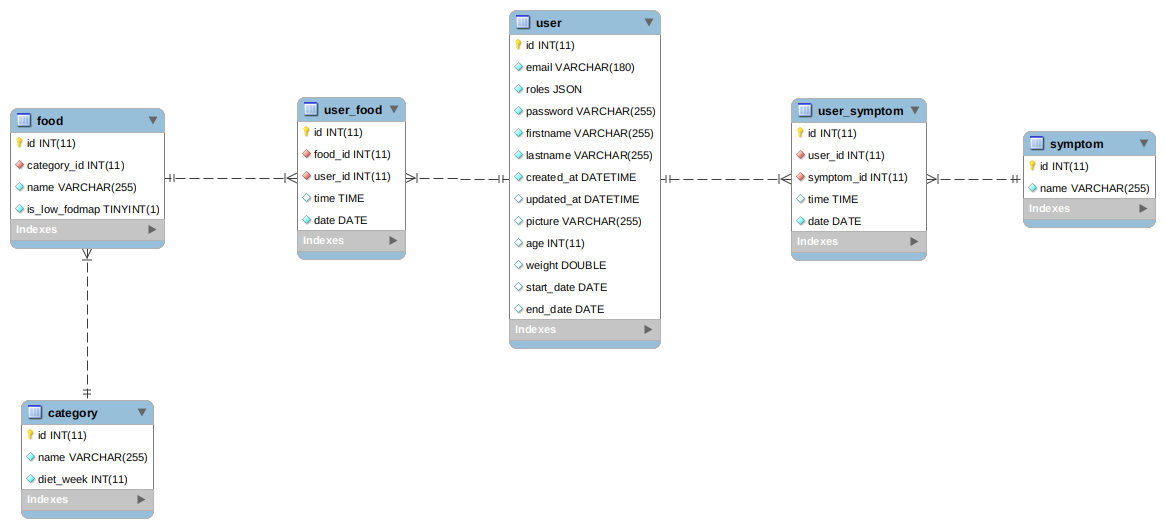 food
id INT(11)
category_id INT(11)
name VARCHAR(255)
is_low_fodmap TINYINT(1)
Indexes
user_food
id INT(11)
food_id INT(11)
user_id INT(11)
time TIME
date DATE
Indexes
user
id INT(11)
email VARCHAR(180)
roles JSON
password VARCHAR(255)
firstname VARCHAR(255)
lastname VARCHAR(255)
created_at DATETIME
updated_at DATETIME
picture VARCHAR(255)
age INT(11)
weight DOUBLE
start_date DATE
end_date DATE
Indexes
user_symptom
id INT(11)
user_id INT(11)
symptom_id INT(11)
time TIME
date DATE
Indexes
symptom
id INT(11)
name VARCHAR(255)
Indexes
category
id INT(11)
name VARCHAR(255)
diet_week INT(11)
Indexes